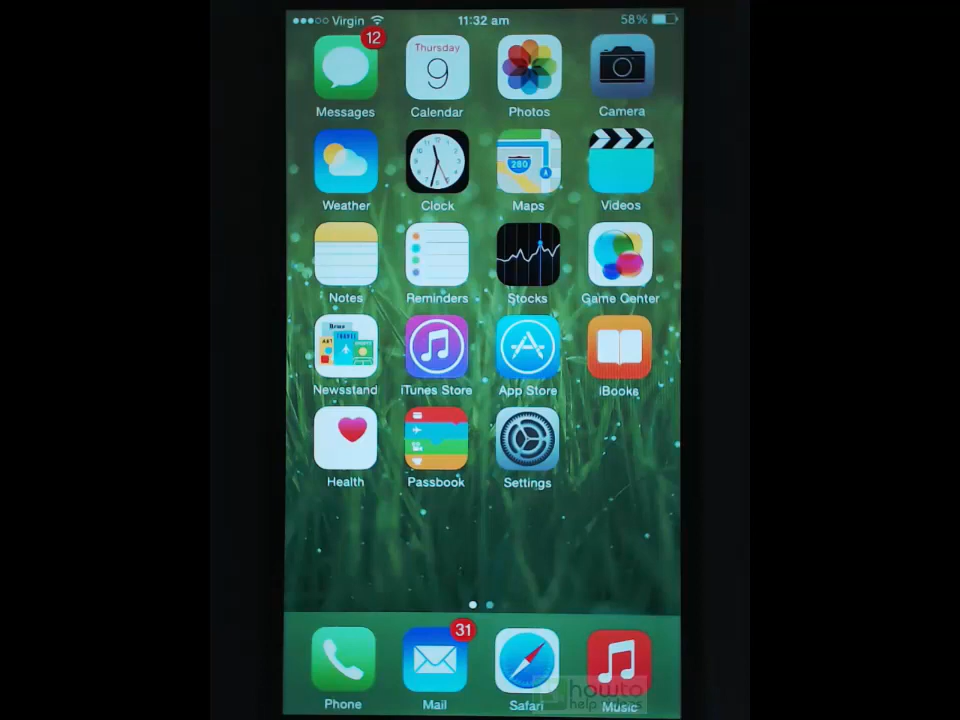 Virgin 11:32 am 58%
12
Thursday
9
Messages Calendar Photos Camera
280
Weather Clock Maps Videos
Notes Reminders Stocks Game Center
TRAVEL
Newsstand iTunes Store App Store iBooks
Health Passbook Settings
31
Phone Mail Safari Music
howto